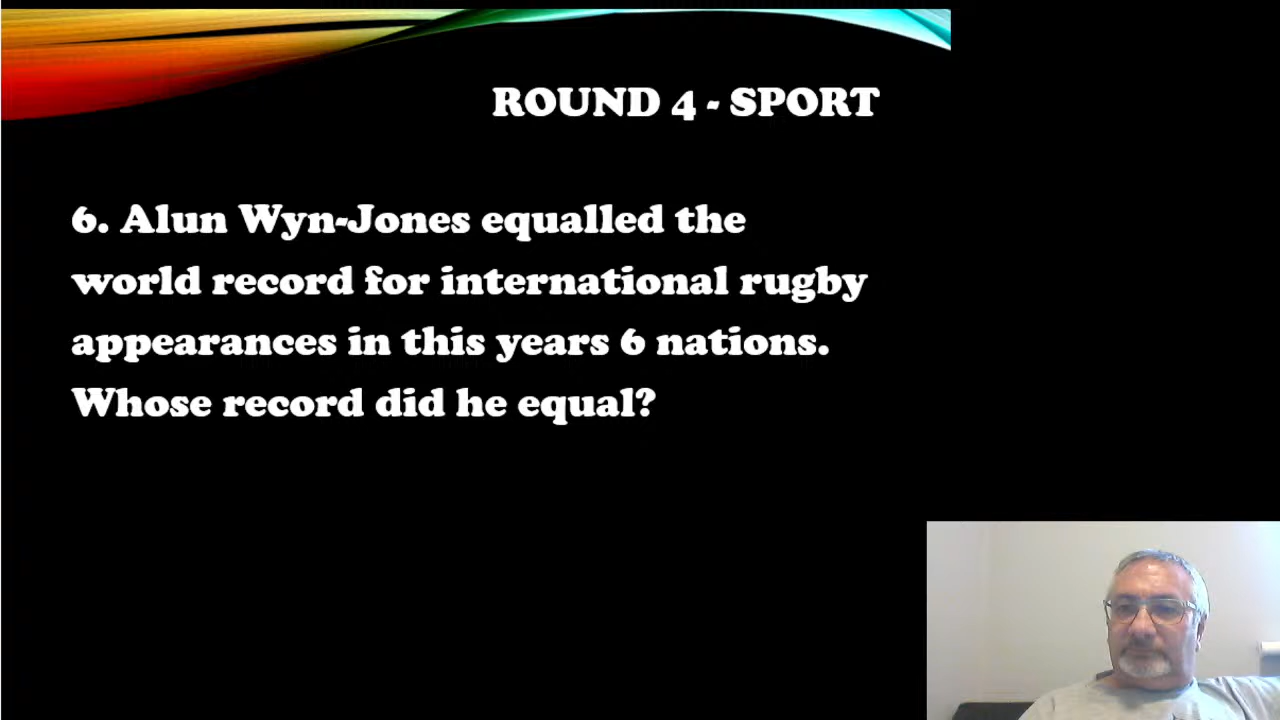 ROUND 4 - SPORT
6. Alun Wyn-Jones equalled the
world record for international rugby
appearances in this years 6 nations.
Whose record did he equal?